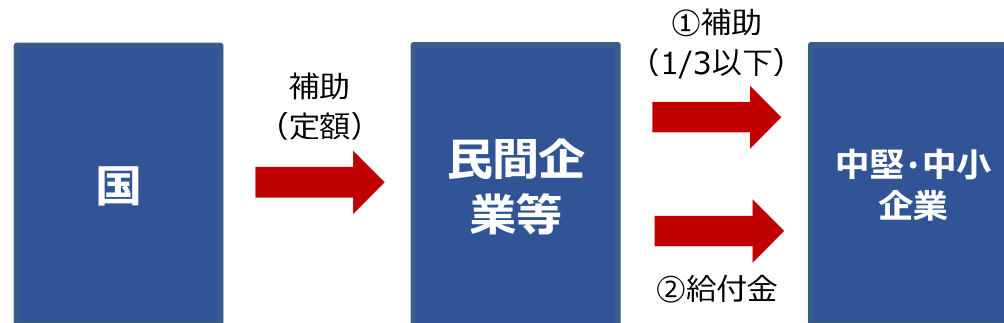 国
補助
（定額）
民間企
業等
①補助
（1/3以下）
②給付金
中堅・中小
企業